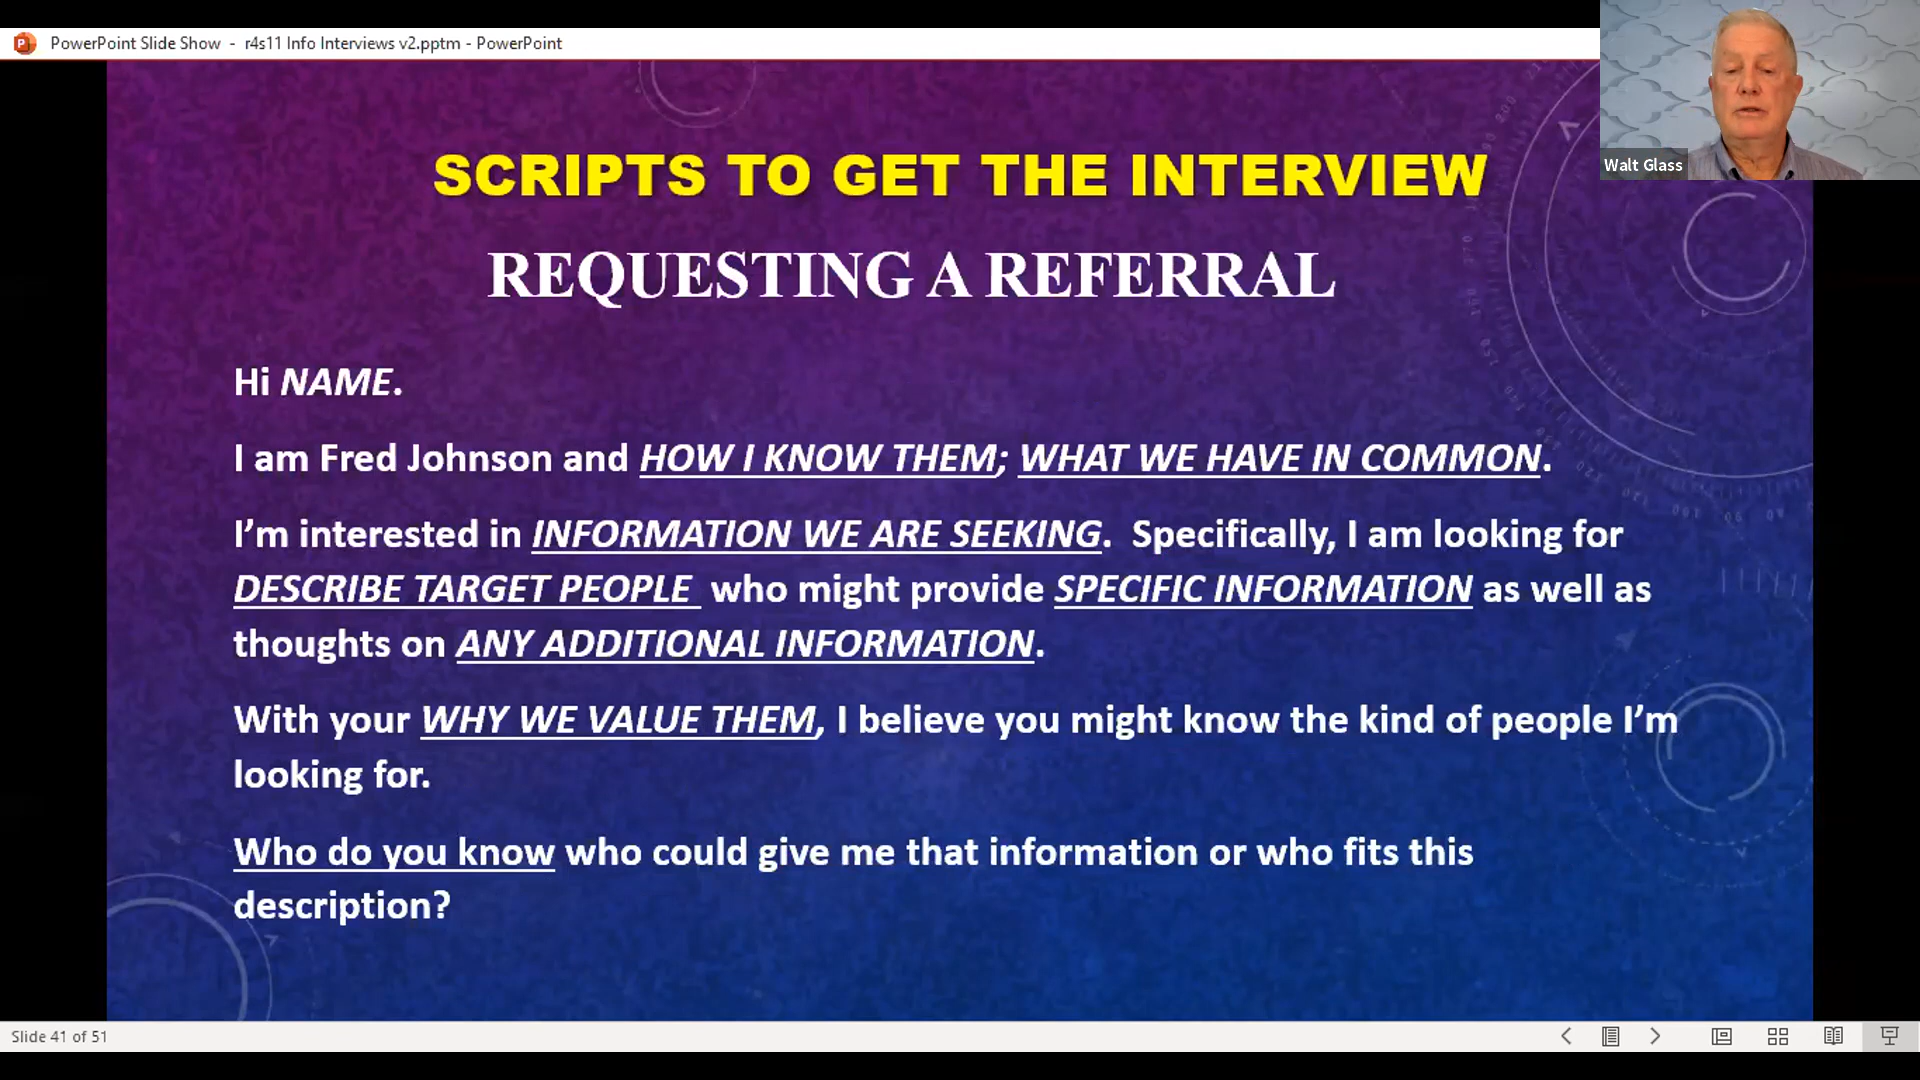 PowerPoint Slide Show - r4s11 Info Interviews v2.pptm - PowerPoint
Walt Glass
SCRIPTS TO GET THE INTERVIEW
REQUESTING A REFERRAL
Hi NAME.
I am Fred Johnson and HOW I KNOW THEM; WHAT WE HAVE IN COMMON.
I’m interested in INFORMATION WE ARE SEEKING. Specifically, I am looking for
DESCRIBE TARGET PEOPLE who might provide SPECIFIC INFORMATION as well as
thoughts on ANY ADDITIONAL INFORMATION.
With your WHY WE VALUE THEM, I believe you might know the kind of people I’m
looking for.
Who do you know who could give me that information or who fits this
description?
Slide 41 of 51